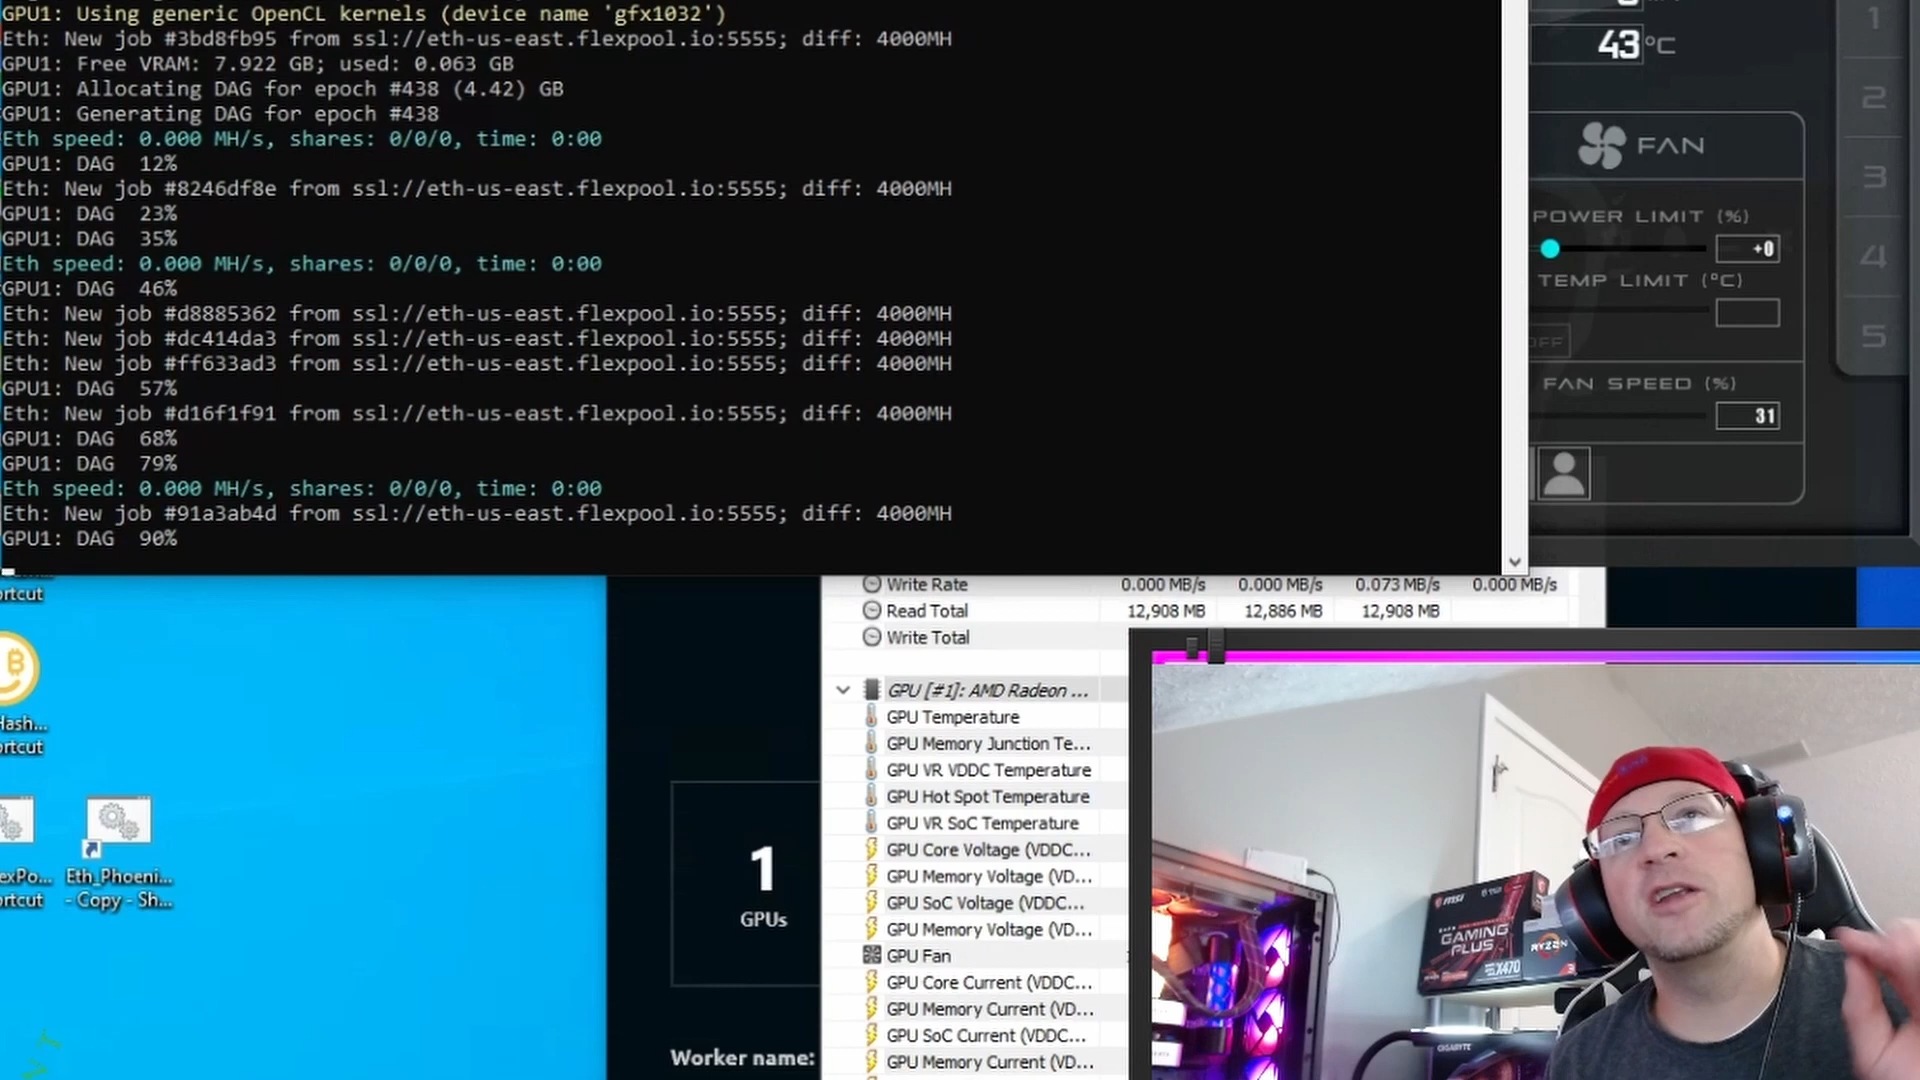 GPU1: Using generic OpenCL kernels (device name 'gfx1032')
Eth: New job #3bd8fb95 from ssl://eth-us-east.flexpool.io:5555; diff: 4000MH
GPU1: Free VRAM: 7.922 GB; used: 0.063 GB
GPU1: Allocating DAG for epoch #438 (4.42) GB
GPU1: Generating DAG for epoch #438
Eth speed: 0.000 MH/s, shares: 0/0/0, time: 0:00
GPU1: DAG 12%
Eth: New job #8246df8e from ssl://eth-us-east.flexpool.io:5555; diff: 4000MH
GPU1: DAG 23%
GPU1: DAG 35%
Eth speed: 0.000 MH/s, shares: 0/0/0, time: 0:00
GPU1: DAG 46%
Eth: New job #d8885362 from ssl://eth-us-east.flexpool.io:5555; diff: 4000MH
Eth: New job #dc414da3 from ssl://eth-us-east.flexpool.io:5555; diff: 4000MH
Eth: New job #ff633ad3 from ssl://eth-us-east.flexpool.io:5555; diff: 4000MH
GPU1: DAG 57%
Eth: New job #d16f1f91 from ssl://eth-us-east.flexpool.io:5555; diff: 4000MH
GPU1: DAG 68%
GPU1: DAG 79%
Eth speed: 0.000 MH/s, shares: 0/0/0, time: 0:00
Eth: New job #91a3ab4d from ssl://eth-us-east.flexpool.io:5555; diff: 4000MH
GPU1: DAG 90%
43 °C
FAN
POWER LIMIT (%)
+0
TEMP LIMIT (°C)
OFF
FAN SPEED (%)
31
1
2
3
4
5
ortcut
Hash...
ortcut
exPo...
ortcut
Eth_Phoeni...
- Copy - Sh...
1
GPUs
Worker name:
Write Rate 0.000 MB/s 0.000 MB/s 0.073 MB/s 0.000 MB/s
Read Total 12,908 MB 12,886 MB 12,908 MB
Write Total
GPU [#1]: AMD Radeon ...
GPU Temperature
GPU Memory Junction Te...
GPU VR VDDC Temperature
GPU Hot Spot Temperature
GPU VR SoC Temperature
GPU Core Voltage (VDDC...
GPU Memory Voltage (VD...
GPU SoC Voltage (VDDC...
GPU Memory Voltage (VD...
GPU Fan
GPU Core Current (VDDC...
GPU Memory Current (VD...
GPU SoC Current (VDDC...
GPU Memory Current (VD...
msi
GAMING
PLUS
X470
RYZEN
GIGABYTE